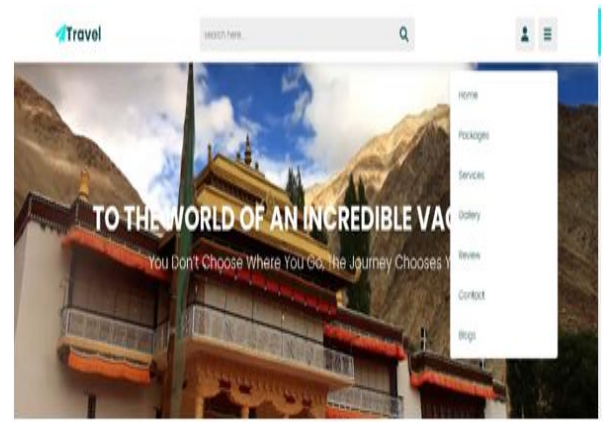 Travel
search here...
Home
Packages
Services
TO THE WORLD OF AN INCREDIBLE VAC
Gallery
You Don't Choose Where You Go, The Journey Chooses Y
Review
Contact
Blogs